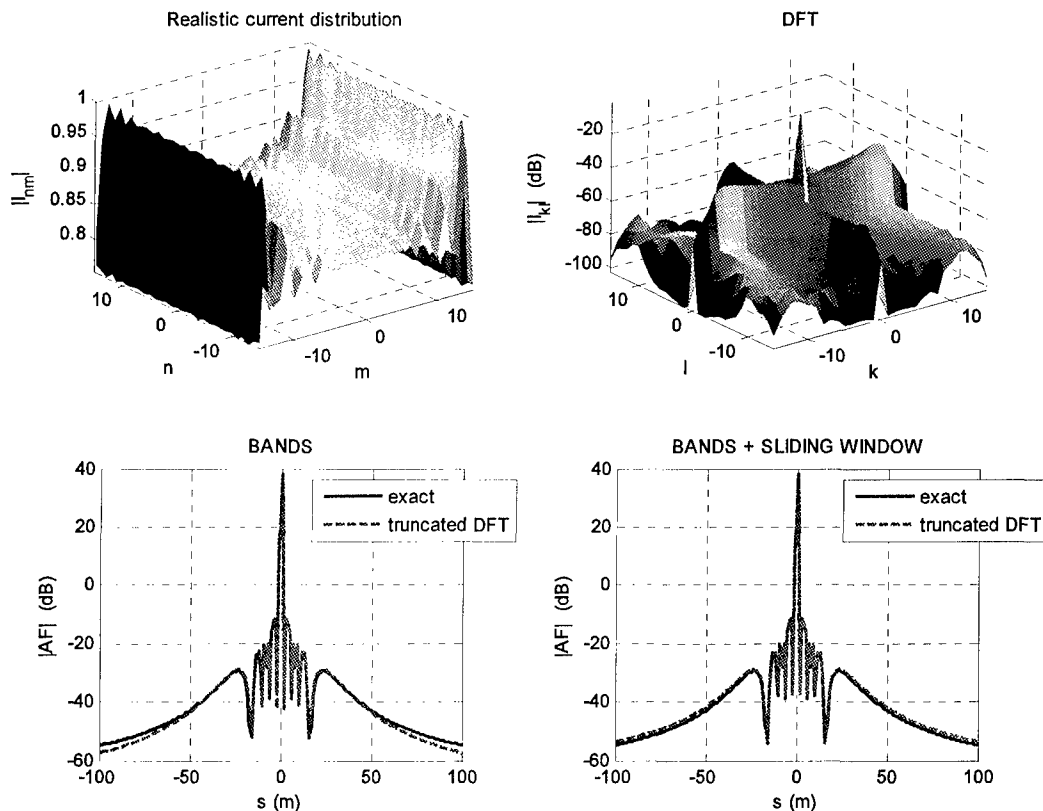 Realistic current distribution
1
0.95
0.9
0.85
0.8
|I_nm|
10
0
-10
n
-10
0
10
m
DFT
-20
-40
-60
-80
-100
|I_kl| (dB)
10
0
-10
l
-10
0
10
k
BANDS
40
20
0
-20
-40
-60
|AF| (dB)
exact
truncated DFT
-100
-50
0
50
100
s (m)
BANDS + SLIDING WINDOW
40
20
0
-20
-40
-60
|AF| (dB)
exact
truncated DFT
-100
-50
0
50
100
s (m)